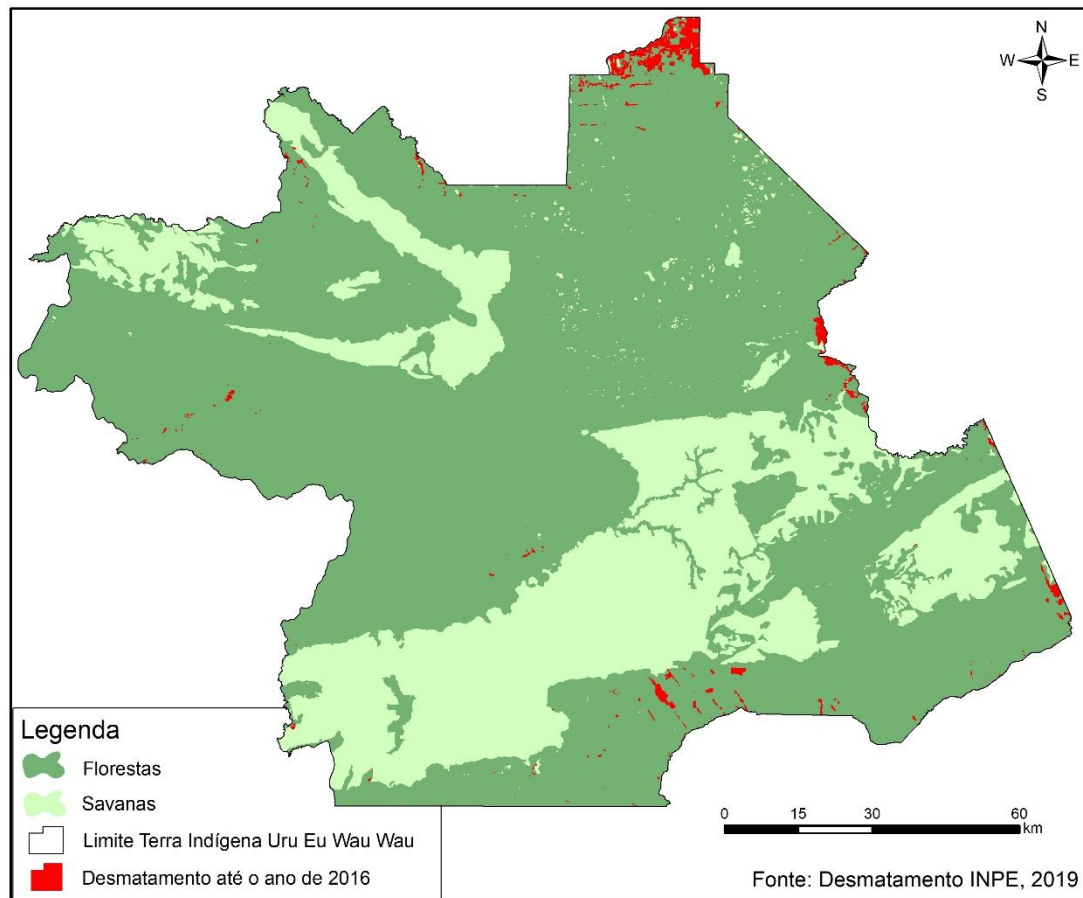 N
W E
S
Legenda
Florestas
Savanas
Limite Terra Indígena Uru Eu Wau Wau
Desmatamento até o ano de 2016
0 15 30 60
km
Fonte: Desmatamento INPE, 2019